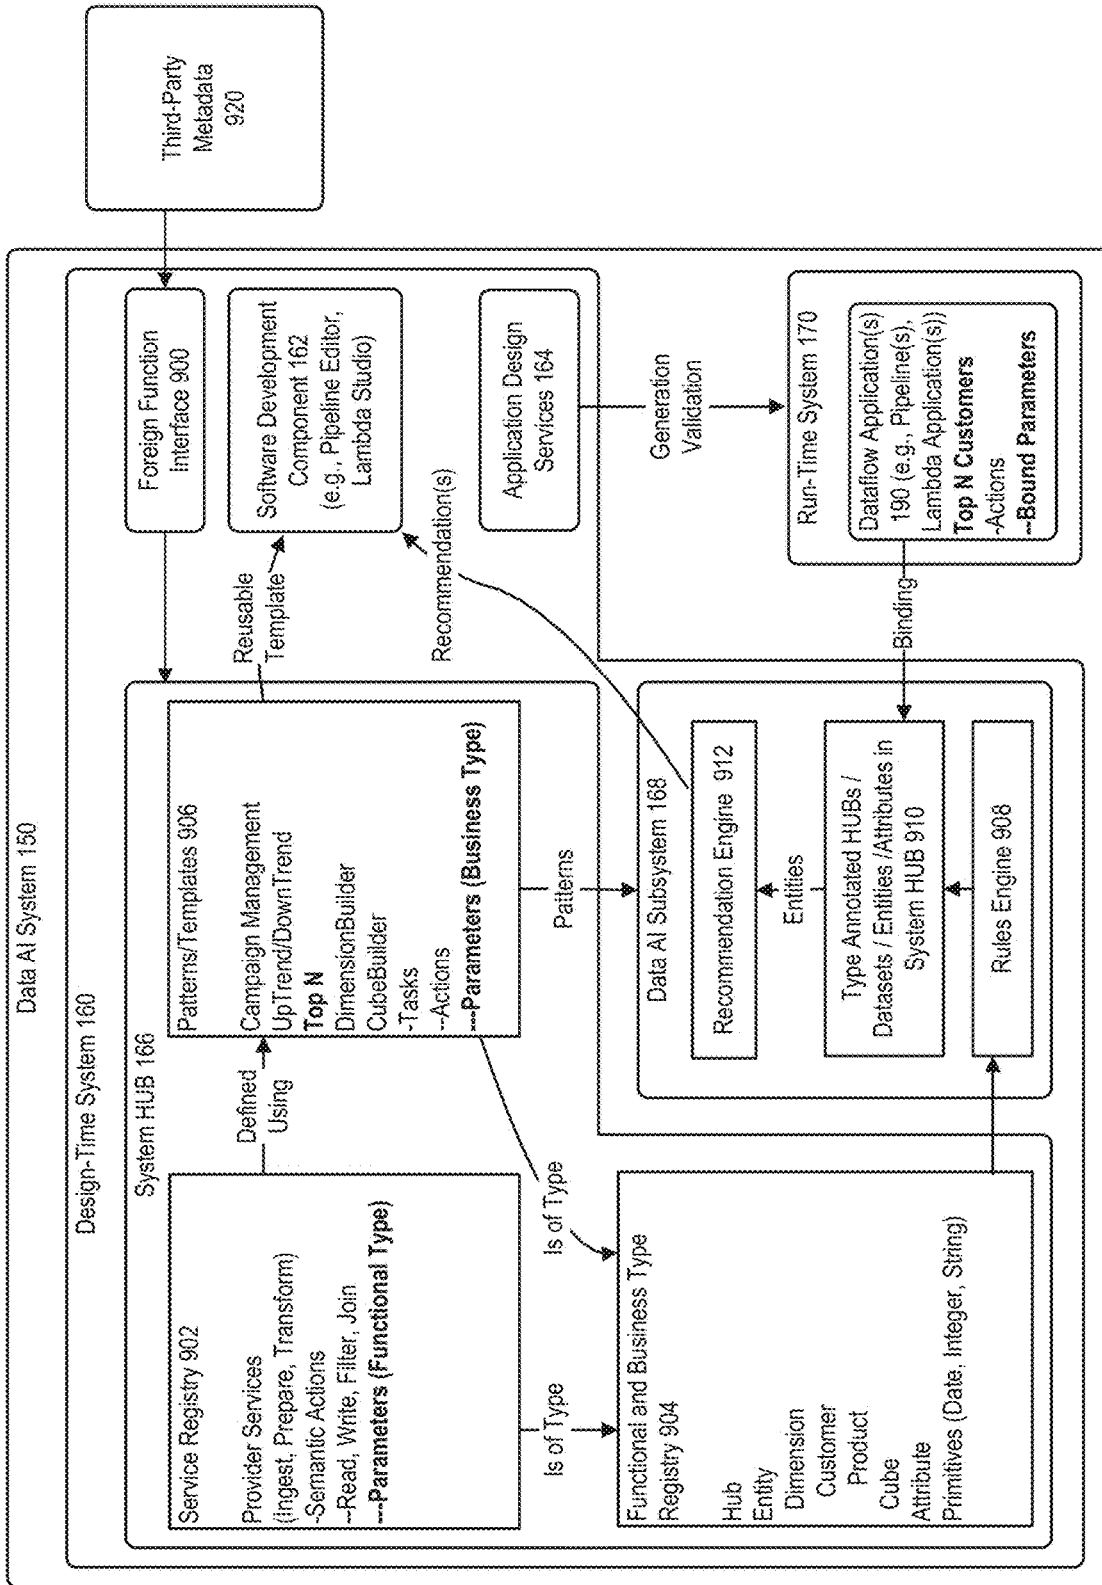 Data AI System 150
Design-Time System 160
System HUB 166
Service Registry 902
Provider Services
(Ingest, Prepare, Transform)
-Semantic Actions
--Read, Write, Filter, Join
---Parameters (Functional Type)
Defined
Using
Patterns/Templates 906
Campaign Management
UpTrend/DownTrend
Top N
DimensionBuilder
CubeBuilder
-Tasks
--Actions
---Parameters (Business Type)
Reusable
Template
Foreign Function
Interface 900
Third-Party
Metadata
920
Software Development
Component 162
(e.g., Pipeline Editor,
Lambda Studio)
Recommendation(s)
Application Design
Services 164
Is of Type
Is of Type
Patterns
Functional and Business Type
Registry 904
Hub
Entity
Dimension
Customer
Product
Cube
Attribute
Primitives (Date, Integer, String)
Data AI Subsystem 168
Recommendation Engine 912
Entities
Type Annotated HUBs /
Datasets / Entities /Attributes in
System HUB 910
Rules Engine 908
Binding
Generation
Validation
Run-Time System 170
Dataflow Application(s)
190 (e.g., Pipeline(s),
Lambda Application(s))
Top N Customers
-Actions
--Bound Parameters